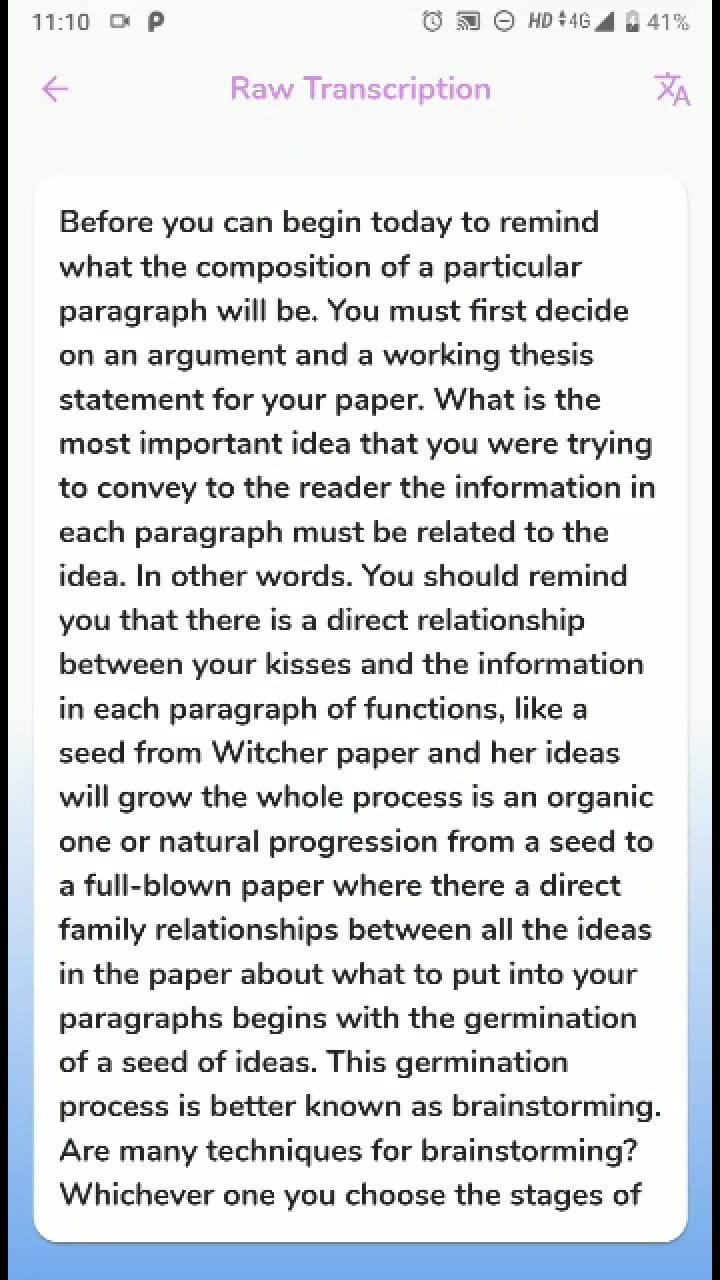 11:10 HD 4G 41%
Raw Transcription
Before you can begin today to remind
what the composition of a particular
paragraph will be. You must first decide
on an argument and a working thesis
statement for your paper. What is the
most important idea that you were trying
to convey to the reader the information in
each paragraph must be related to the
idea. In other words. You should remind
you that there is a direct relationship
between your kisses and the information
in each paragraph of functions, like a
seed from Witcher paper and her ideas
will grow the whole process is an organic
one or natural progression from a seed to
a full-blown paper where there a direct
family relationships between all the ideas
in the paper about what to put into your
paragraphs begins with the germination
of a seed of ideas. This germination
process is better known as brainstorming.
Are many techniques for brainstorming?
Whichever one you choose the stages of